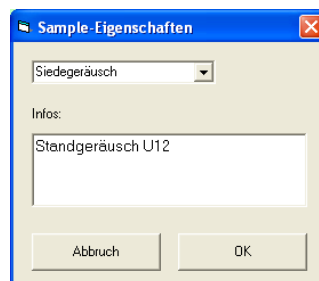 Sample-Eigenschaften
Siedegeräusch
Infos:
Standgeräusch U12
Abbruch
OK